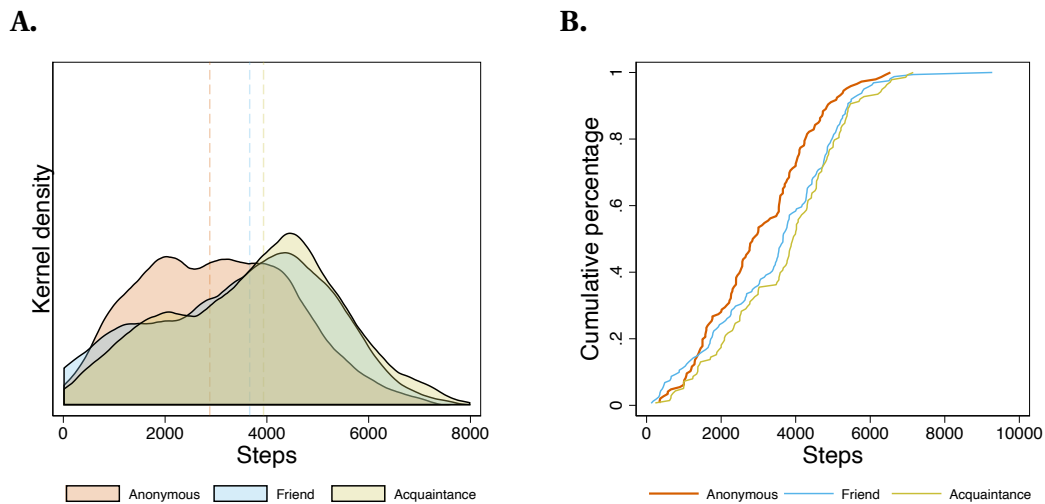 A.
Kernel density
0 2000 4000 6000 8000
Steps
Anonymous Friend Acquaintance
B.
Cumulative percentage
1
.8
.6
.4
.2
0
0 2000 4000 6000 8000 10000
Steps
Anonymous Friend Acquaintance